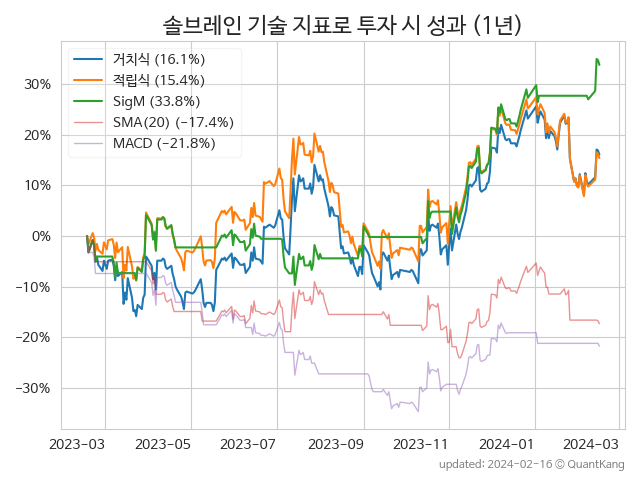 솔브레인 기술 지표로 투자 시 성과 (1년)
거치식 (16.1%)
적립식 (15.4%)
SigM (33.8%)
SMA(20) (−17.4%)
MACD (−21.8%)
30%
20%
10%
0%
−10%
−20%
−30%
2023-03 2023-05 2023-07 2023-09 2023-11 2024-01 2024-03
updated: 2024-02-16 © QuantKang